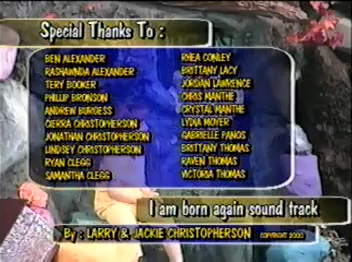 Special Thanks To :
BEN ALEXANDER
RASHAWNDA ALEXANDER
TERY BOOKER
PHILLIP BRONSON
ANDREW BURGESS
CIERRA CHRISTOPHERSON
JONATHAN CHRISTOPHERSON
LINDSEY CHRISTOPHERSON
RYAN CLEGG
SAMANTHA CLEGG
RHEA CONLEY
BRITTANY LACY
JORDAN LAWRENCE
CHRIS MANTHE
CRYSTAL MANTHE
LYDIA MOYER
GABRIELLE PANOS
BRITTANY THOMAS
RAVEN THOMAS
VICTORIA THOMAS
I am born again sound track
By : LARRY & JACKIE CHRISTOPHERSON COPYRIGHT 2000